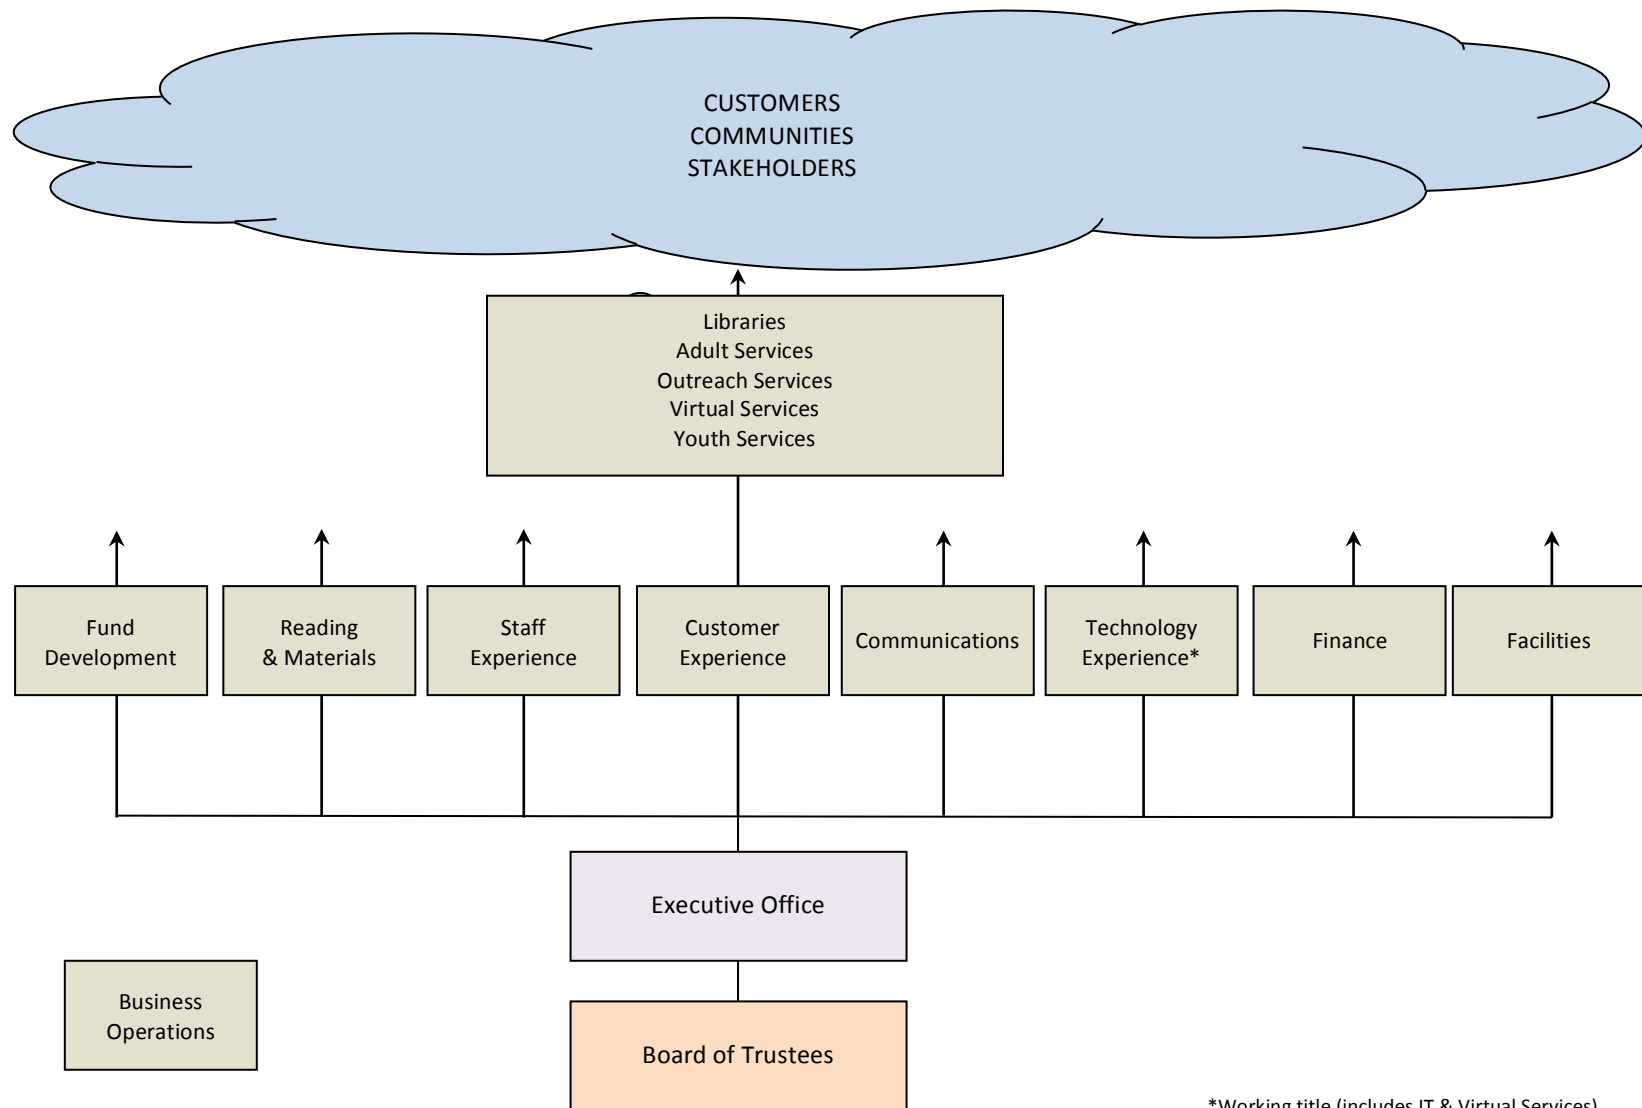 CUSTOMERS
COMMUNITIES
STAKEHOLDERS
Libraries
Adult Services
Outreach Services
Virtual Services
Youth Services
Fund
Development
Reading
& Materials
Staff
Experience
Customer
Experience
Communications
Technology
Experience*
Finance
Facilities
Executive Office
Business
Operations
Board of Trustees
*Working title (includes IT & Virtual Services)